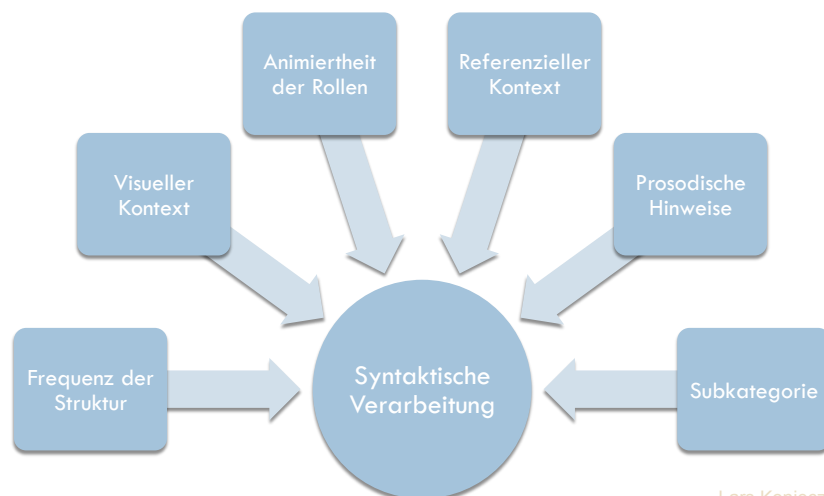 Animiertheit
der Rollen
Referenzieller
Kontext
Visueller
Kontext
Prosodische
Hinweise
Frequenz der
Struktur
Syntaktische
Verarbeitung
Subkategorie